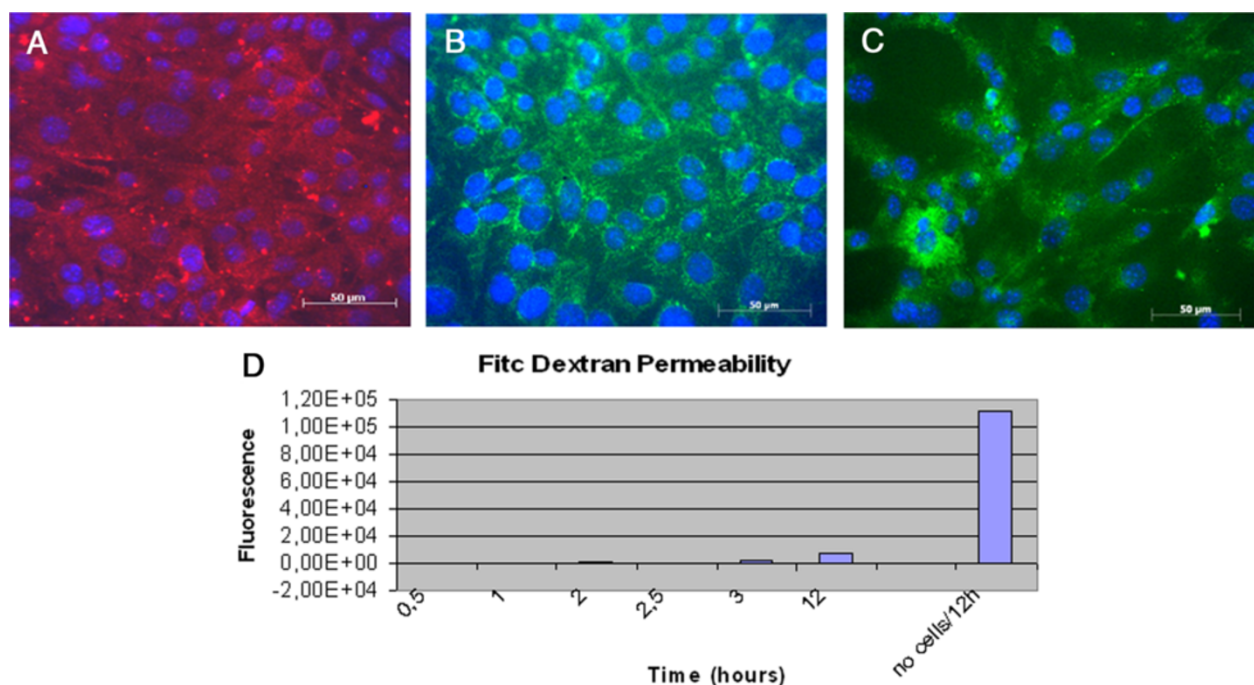 A
B
C
50 µm
50 µm
50 µm
D
Fitc Dextran Permeability
Fluorescence
1,20E+05
1,00E+05
8,00E+04
6,00E+04
4,00E+04
2,00E+04
0,00E+00
-2,00E+04
0,5
1
2
2,5
3
12
no cells/12h
Time (hours)